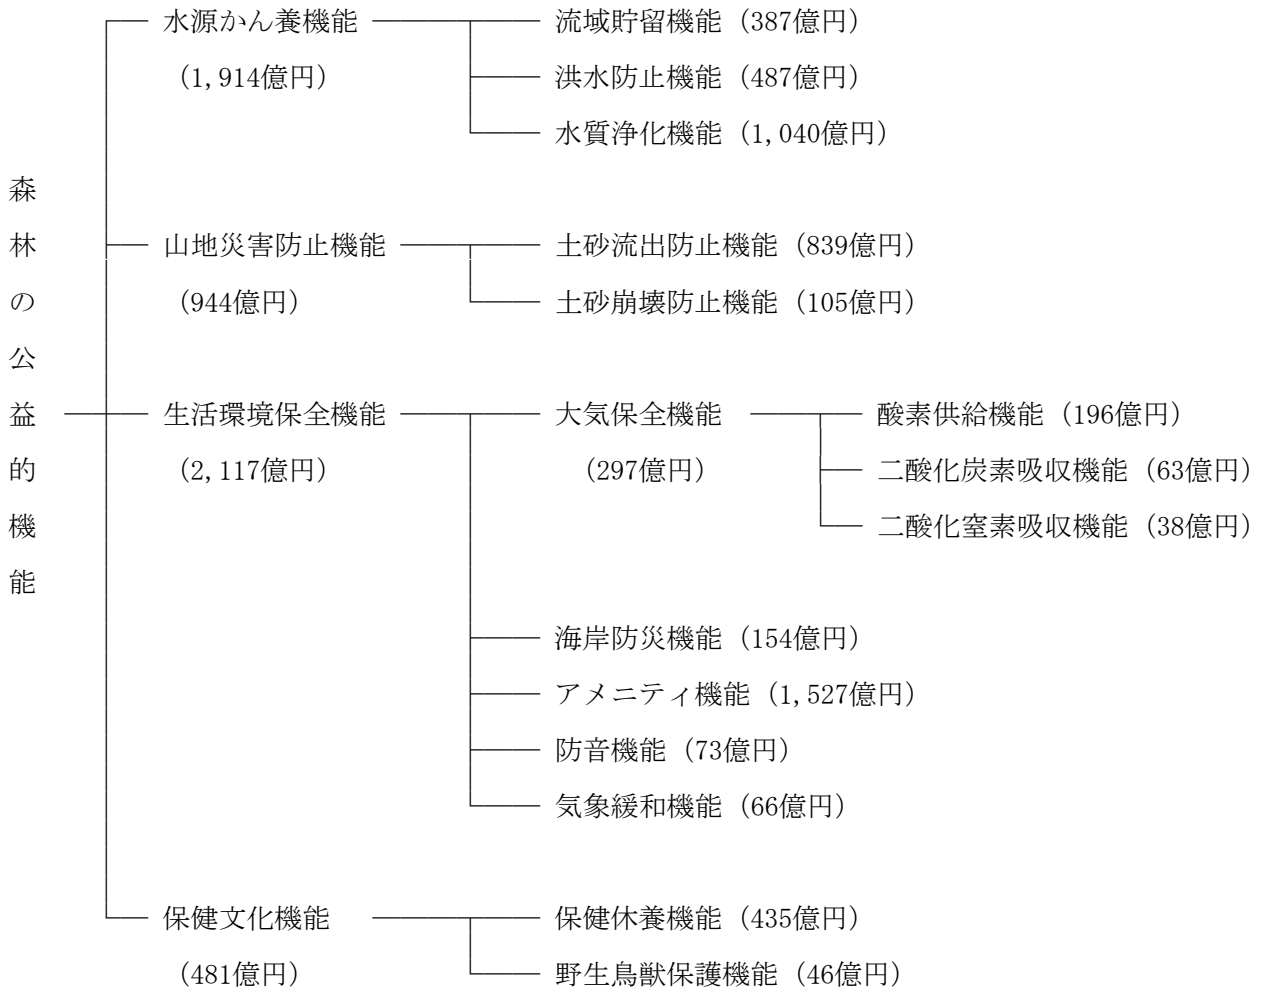 森林の公益的機能
水源かん養機能
(1,914億円)
流域貯留機能 (387億円)
洪水防止機能 (487億円)
水質浄化機能 (1,040億円)
山地災害防止機能
(944億円)
土砂流出防止機能 (839億円)
土砂崩壊防止機能 (105億円)
生活環境保全機能
(2,117億円)
大気保全機能
(297億円)
酸素供給機能 (196億円)
二酸化炭素吸収機能 (63億円)
二酸化窒素吸収機能 (38億円)
海岸防災機能 (154億円)
アメニティ機能 (1,527億円)
防音機能 (73億円)
気象緩和機能 (66億円)
保健文化機能
(481億円)
保健休養機能 (435億円)
野生鳥獣保護機能 (46億円)